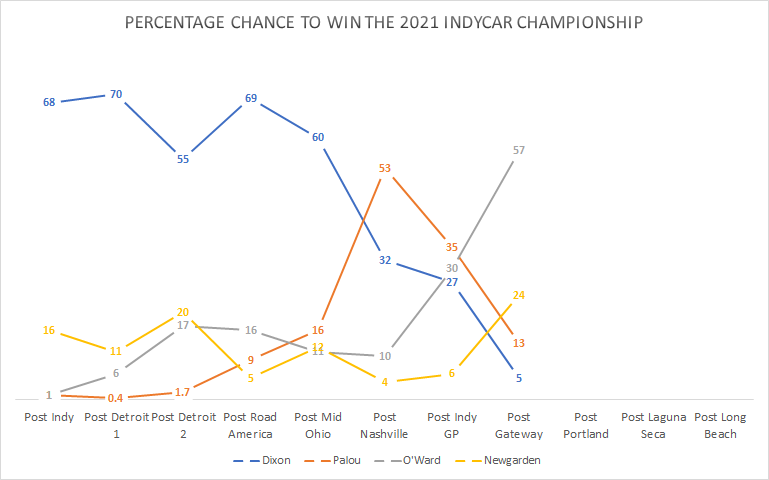 PERCENTAGE CHANCE TO WIN THE 2021 INDYCAR CHAMPIONSHIP
68
70
55
69
60
53
32
35
30
27
57
24
13
5
16
11
20
17
6
1
0.4
1.7
16
9
5
16
12
11
10
4
6
Post Indy
Post Detroit
1
Post Detroit
2
Post Road
America
Post Mid
Ohio
Post
Nashville
Post Indy
GP
Post
Gateway
Post
Portland
Post Laguna
Seca
Post Long
Beach
Dixon
Palou
O'Ward
Newgarden